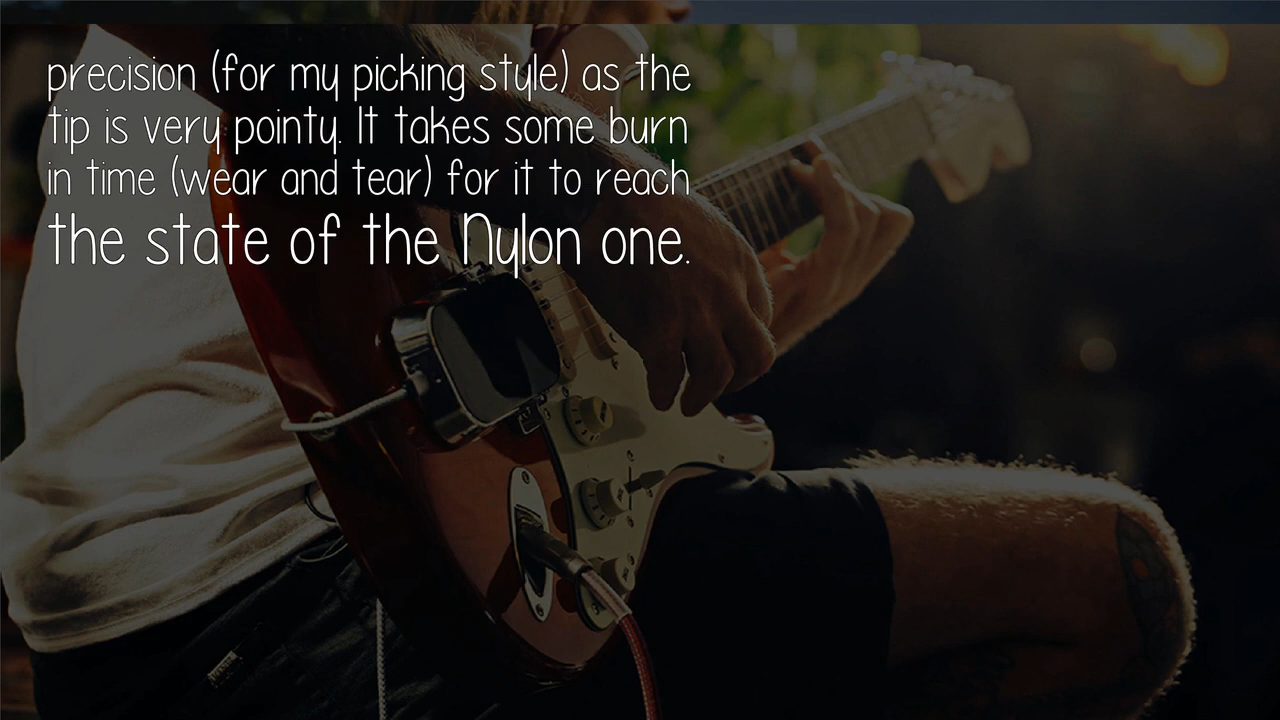 precision (for my picking style) as the
tip is very pointy. It takes some burn
in time (wear and tear) for it to reach
the state of the Nylon one.